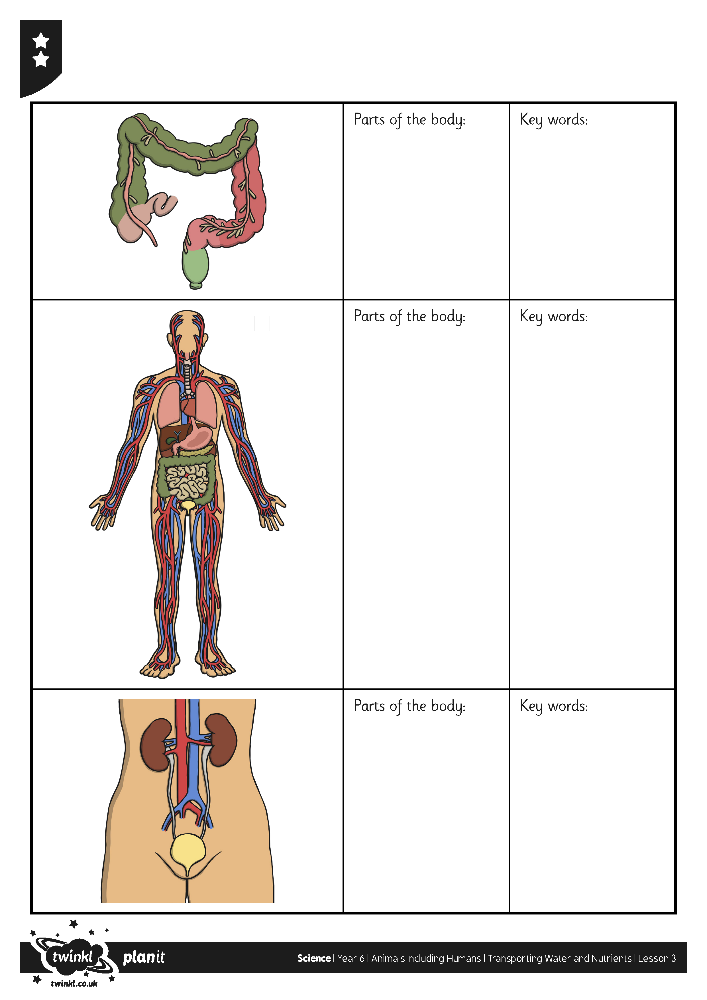 Parts of the body:
Key words:
Parts of the body:
Key words:
Parts of the body:
Key words:
twinkl planit
twinkl.co.uk
Science | Year 6 | Animals Including Humans | Transporting Water and Nutrients | Lesson 3